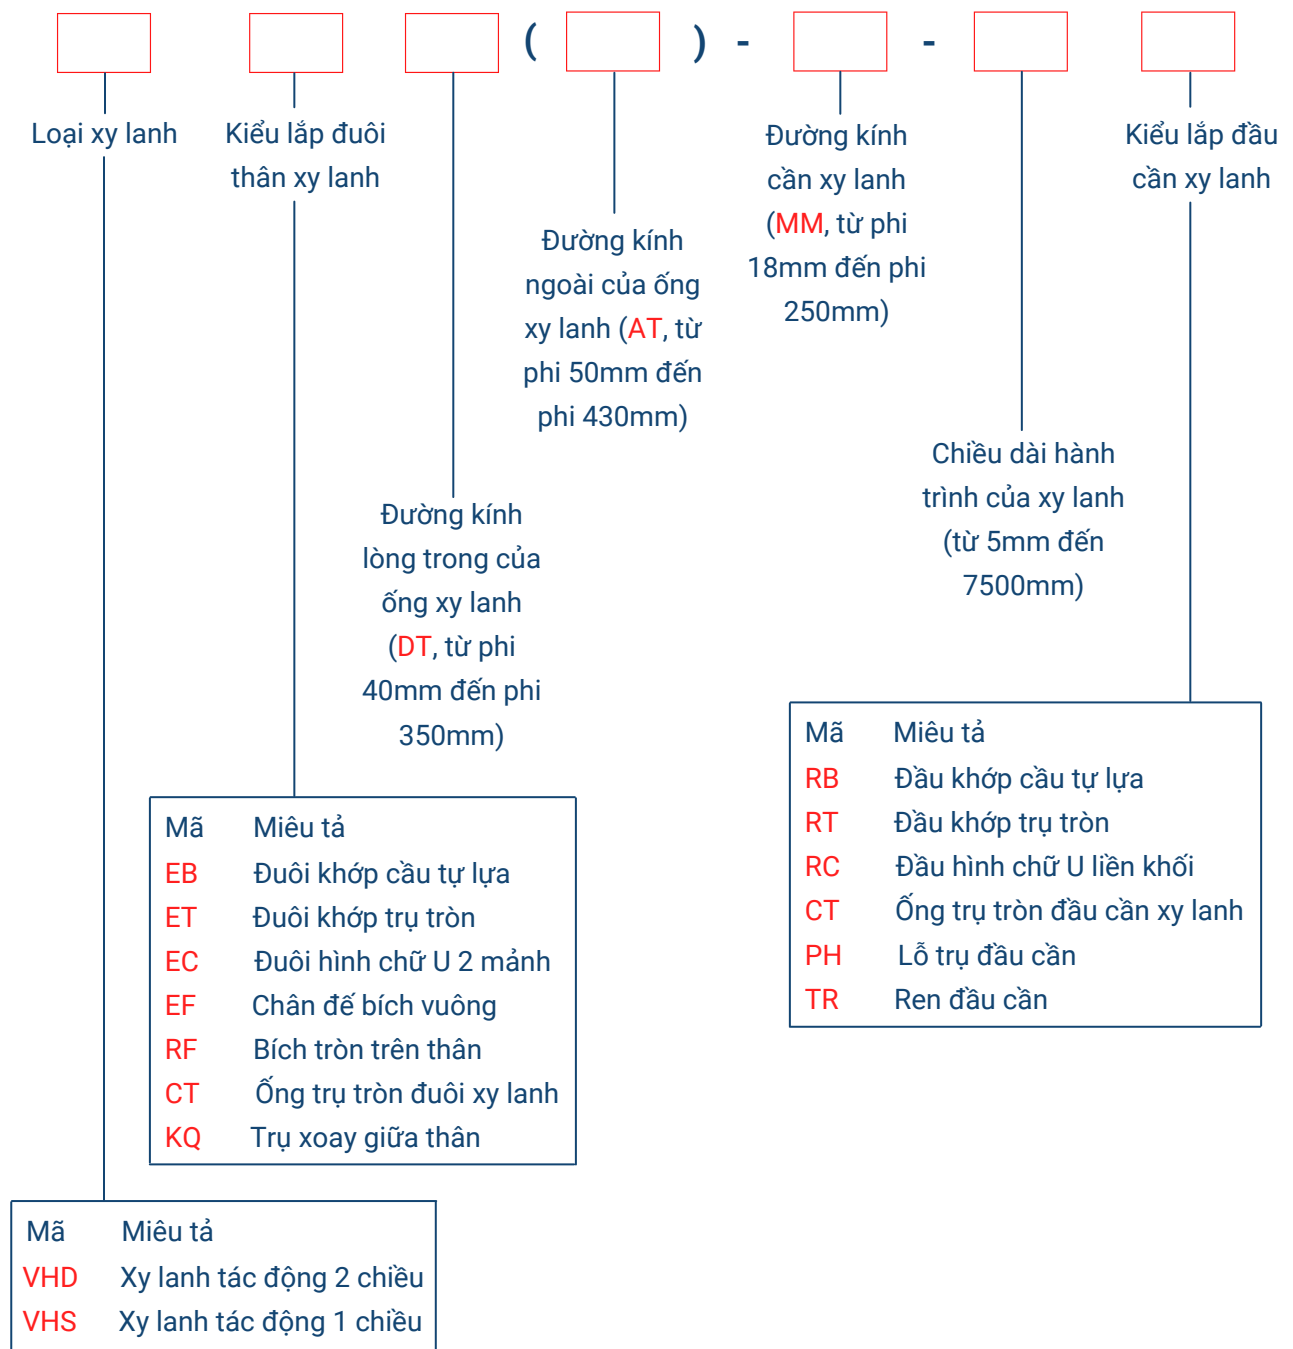 ( ) - -
Loại xy lanh
Kiểu lắp đuôi
thân xy lanh
Đường kính
lòng trong của
ống xy lanh
(DT, từ phi
40mm đến phi
350mm)
Đường kính
ngoài của ống
xy lanh (AT, từ
phi 50mm đến
phi 430mm)
Đường kính
cần xy lanh
(MM, từ phi
18mm đến phi
250mm)
Chiều dài hành
trình của xy lanh
(từ 5mm đến
7500mm)
Kiểu lắp đầu
cần xy lanh
Mã Miêu tả
RB Đầu khớp cầu tự lựa
RT Đầu khớp trụ tròn
RC Đầu hình chữ U liền khối
CT Ống trụ tròn đầu cần xy lanh
PH Lỗ trụ đầu cần
TR Ren đầu cần
Mã Miêu tả
EB Đuôi khớp cầu tự lựa
ET Đuôi khớp trụ tròn
EC Đuôi hình chữ U 2 mảnh
EF Chân đế bích vuông
RF Bích tròn trên thân
CT Ống trụ tròn đuôi xy lanh
KQ Trụ xoay giữa thân
Mã Miêu tả
VHD Xy lanh tác động 2 chiều
VHS Xy lanh tác động 1 chiều